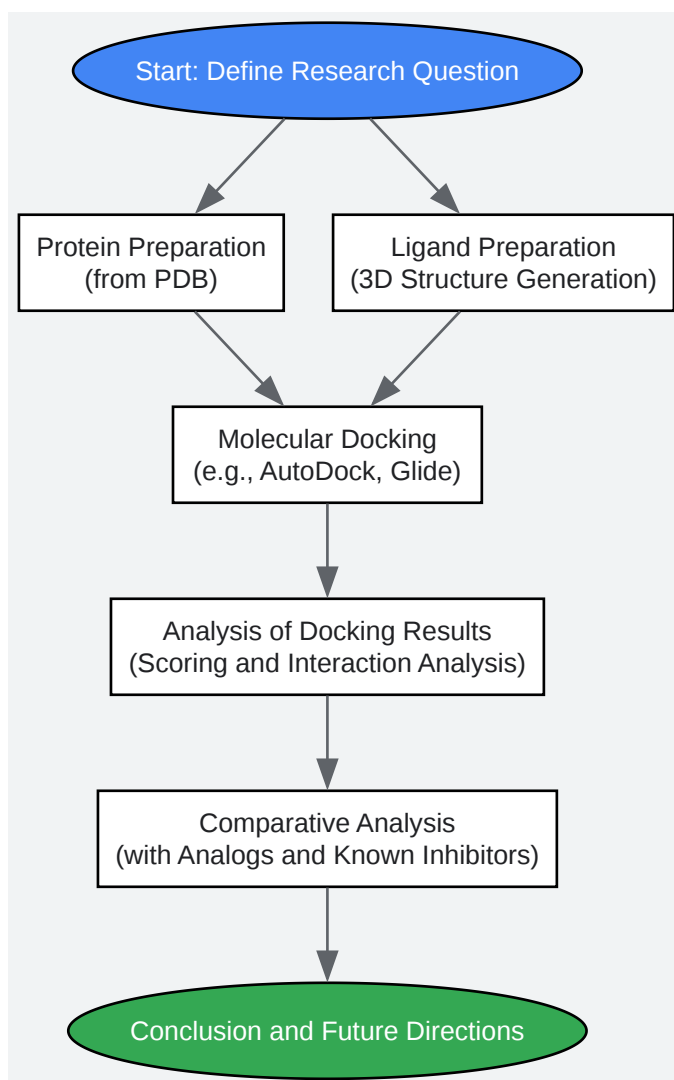 Start: Define Research Question
Protein Preparation
(from PDB)
Ligand Preparation
(3D Structure Generation)
Molecular Docking
(e.g., AutoDock, Glide)
Analysis of Docking Results
(Scoring and Interaction Analysis)
Comparative Analysis
(with Analogs and Known Inhibitors)
Conclusion and Future Directions